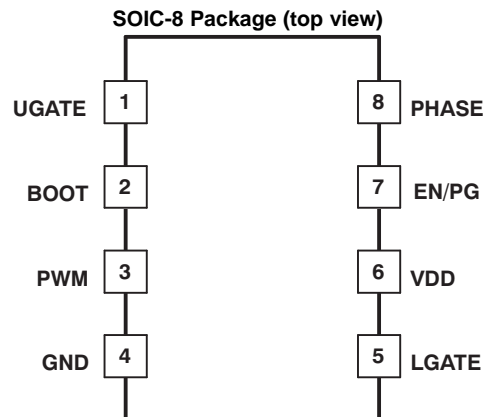 SOIC-8 Package (top view)
UGATE 1 8 PHASE
BOOT 2 7 EN/PG
PWM 3 6 VDD
GND 4 5 LGATE